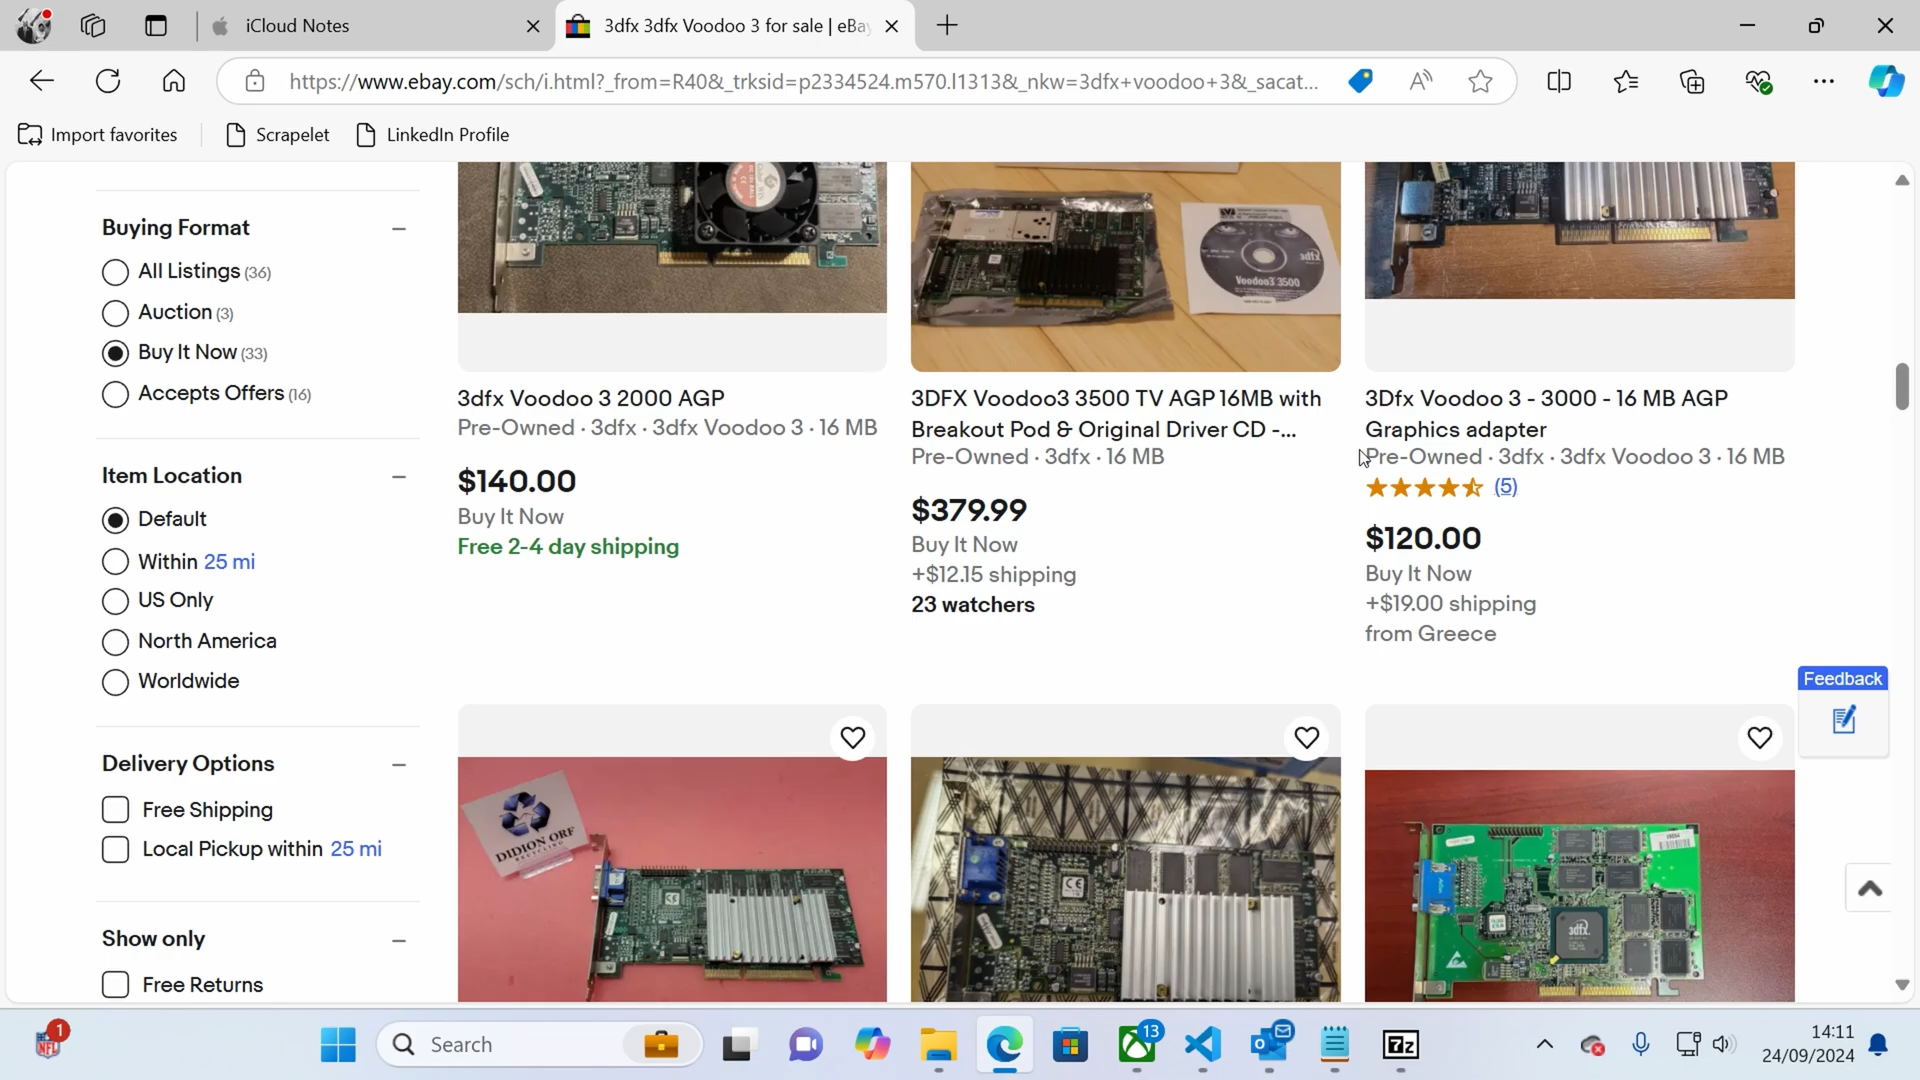 iCloud Notes
3dfx 3dfx Voodoo 3 for sale | eBay
https://www.ebay.com/sch/i.html?_from=R40&_trksid=p2334524.m570.l1313&_nkw=3dfx+voodoo+3&_sacat...
Import favorites
Scrapelet
LinkedIn Profile
Buying Format
All Listings (36)
Auction (3)
Buy It Now (33)
Accepts Offers (16)
Item Location
Default
Within 25 mi
US Only
North America
Worldwide
Delivery Options
Free Shipping
Local Pickup within 25 mi
Show only
Free Returns
3dfx Voodoo 3 2000 AGP
Pre-Owned · 3dfx · 3dfx Voodoo 3 · 16 MB
$140.00
Buy It Now
Free 2-4 day shipping
Voodoo3 3500
3dfx
3DFX Voodoo3 3500 TV AGP 16MB with
Breakout Pod & Original Driver CD -...
Pre-Owned · 3dfx · 16 MB
$379.99
Buy It Now
+$12.15 shipping
23 watchers
3Dfx Voodoo 3 - 3000 - 16 MB AGP
Graphics adapter
Pre-Owned · 3dfx · 3dfx Voodoo 3 · 16 MB
(5)
$120.00
Buy It Now
+$19.00 shipping
from Greece
DIDION ORF
RECYCLING
CE
3dfx
Feedback
1
Search
13
7z
14:11
24/09/2024